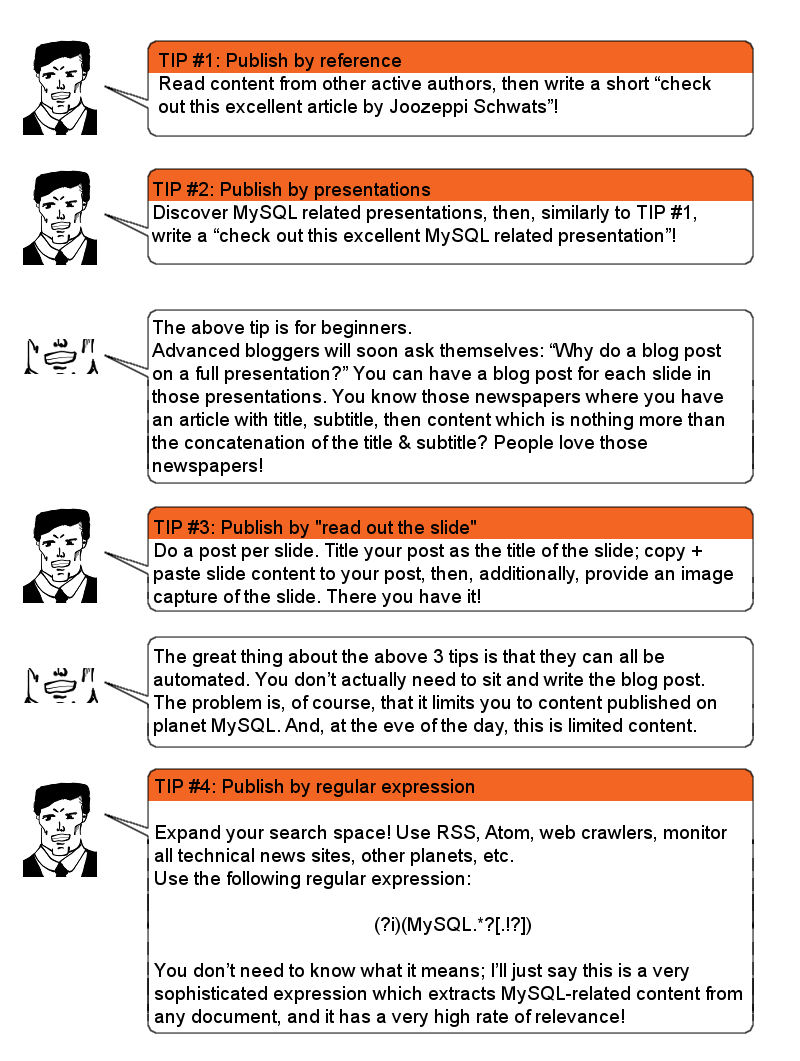 TIP #1: Publish by reference
Read content from other active authors, then write a short “check
out this excellent article by Joozeppi Schwats”!
TIP #2: Publish by presentations
Discover MySQL related presentations, then, similarly to TIP #1,
write a “check out this excellent MySQL related presentation”!
The above tip is for beginners.
Advanced bloggers will soon ask themselves: “Why do a blog post
on a full presentation?” You can have a blog post for each slide in
those presentations. You know those newspapers where you have
an article with title, subtitle, then content which is nothing more than
the concatenation of the title & subtitle? People love those
newspapers!
TIP #3: Publish by "read out the slide"
Do a post per slide. Title your post as the title of the slide; copy +
paste slide content to your post, then, additionally, provide an image
capture of the slide. There you have it!
The great thing about the above 3 tips is that they can all be
automated. You don’t actually need to sit and write the blog post.
The problem is, of course, that it limits you to content published on
planet MySQL. And, at the eve of the day, this is limited content.
TIP #4: Publish by regular expression
Expand your search space! Use RSS, Atom, web crawlers, monitor
all technical news sites, other planets, etc.
Use the following regular expression:
(?i)(MySQL.*?[.!?])
You don’t need to know what it means; I’ll just say this is a very
sophisticated expression which extracts MySQL-related content from
any document, and it has a very high rate of relevance!